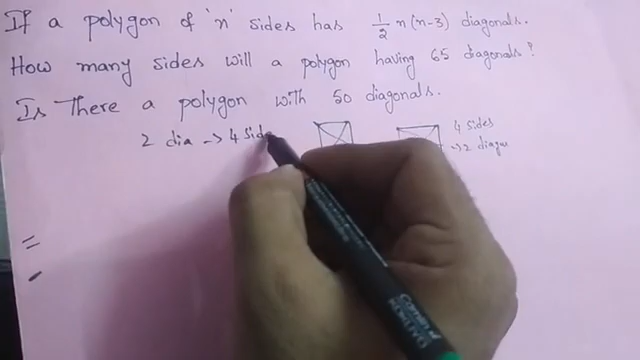 If a polygon of 'n' sides has 1/2 n(n-3) diagonals.
How many sides will a polygon having 65 diagonals?
Is There a polygon with 50 diagonals.
2 dia → 4 side
4 sides
→ 2 diagon